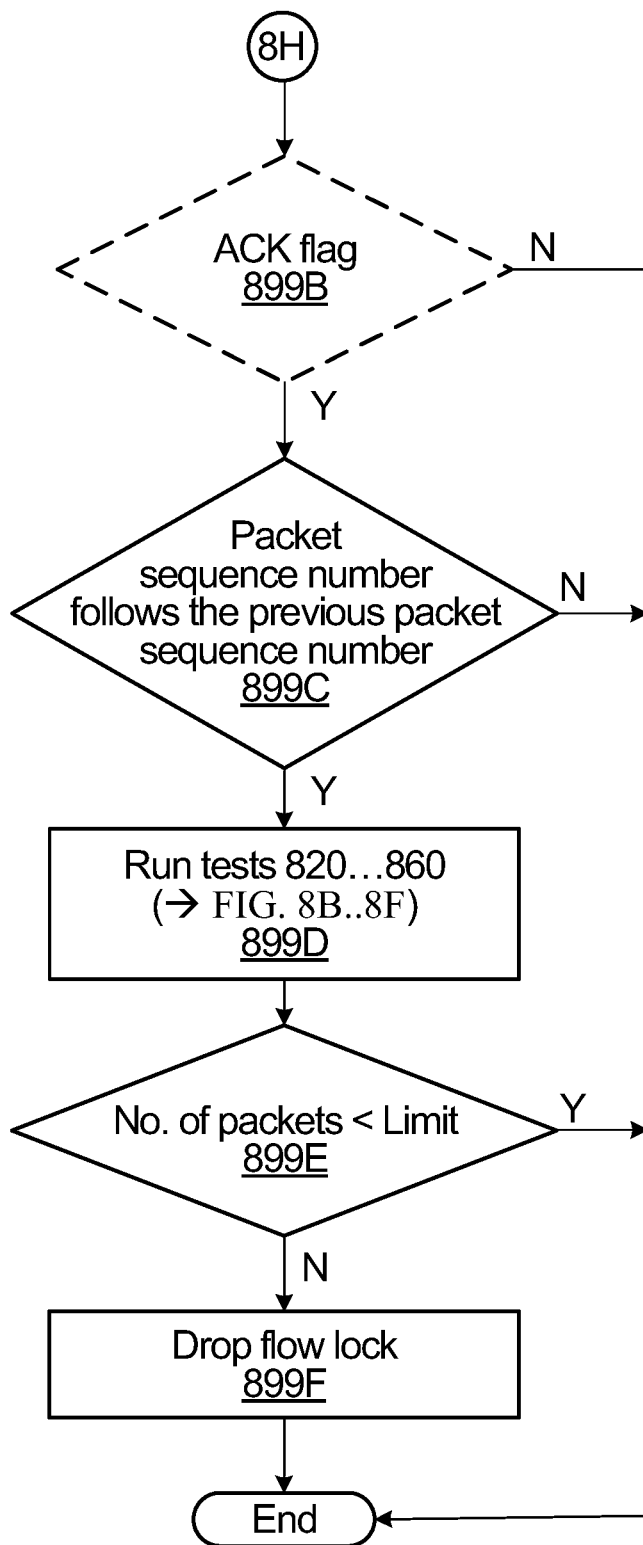 8H
ACK flag
899B
N
Y
Packet
sequence number
follows the previous packet
sequence number
899C
N
Y
Run tests 820…860
(→ FIG. 8B..8F)
899D
No. of packets < Limit
899E
Y
N
Drop flow lock
899F
End